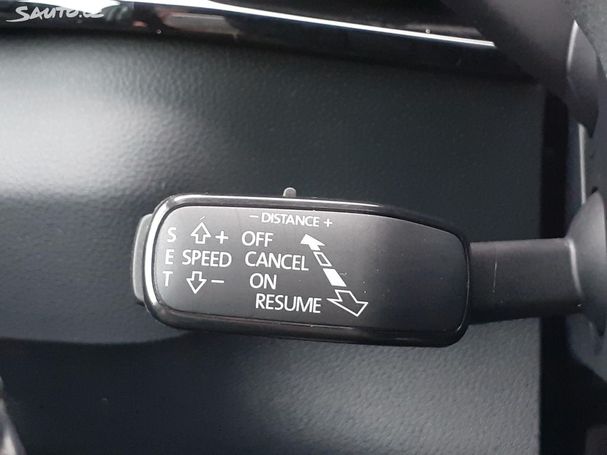 SAUTO.CZ
– DISTANCE +
S + OFF
E SPEED CANCEL
T – ON
RESUME